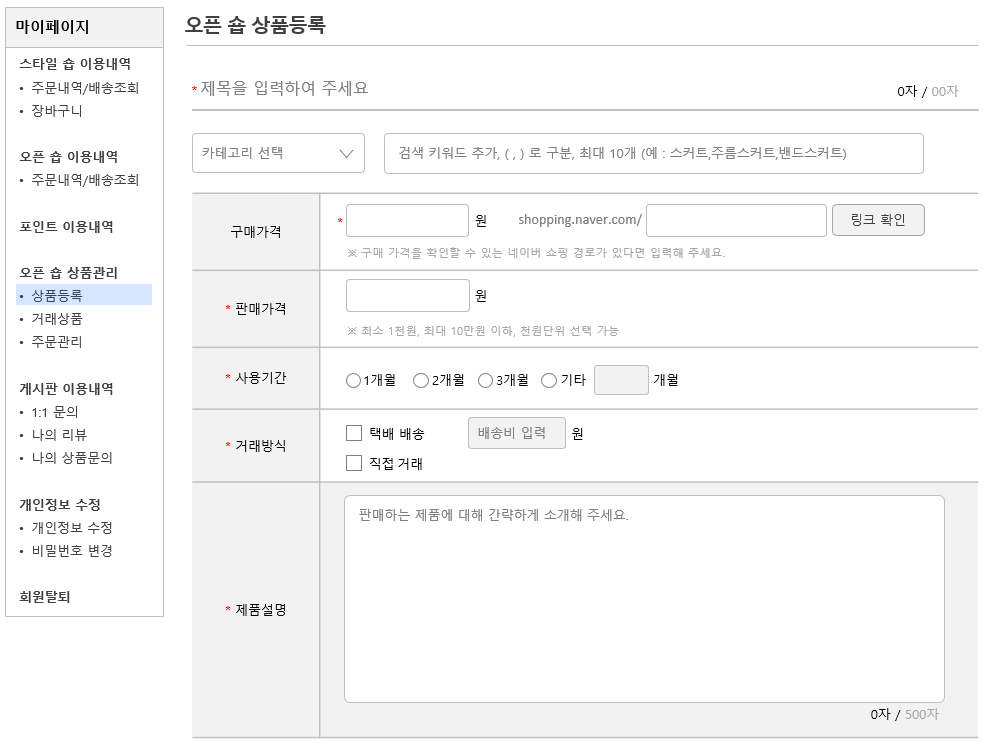 마이페이지
스타일 숍 이용내역
• 주문내역/배송조회
• 장바구니
오픈 숍 이용내역
• 주문내역/배송조회
포인트 이용내역
오픈 숍 상품관리
• 상품등록
• 거래상품
• 주문관리
게시판 이용내역
• 1:1 문의
• 나의 리뷰
• 나의 상품문의
개인정보 수정
• 개인정보 수정
• 비밀번호 변경
회원탈퇴
오픈 숍 상품등록
* 제목을 입력하여 주세요 0자 / 00자
카테고리 선택 검색 키워드 추가, ( , ) 로 구분, 최대 10개 (예 : 스커트,주름스커트,밴드스커트)
구매가격 * 원 shopping.naver.com/ 링크 확인
※ 구매 가격을 확인할 수 있는 네이버 쇼핑 경로가 있다면 입력해 주세요.
* 판매가격 원
※ 최소 1천원, 최대 10만원 이하, 천원단위 선택 가능
* 사용기간 1개월 2개월 3개월 기타 개월
* 거래방식 택배 배송 배송비 입력 원
직접 거래
* 제품설명 판매하는 제품에 대해 간략하게 소개해 주세요.
0자 / 500자